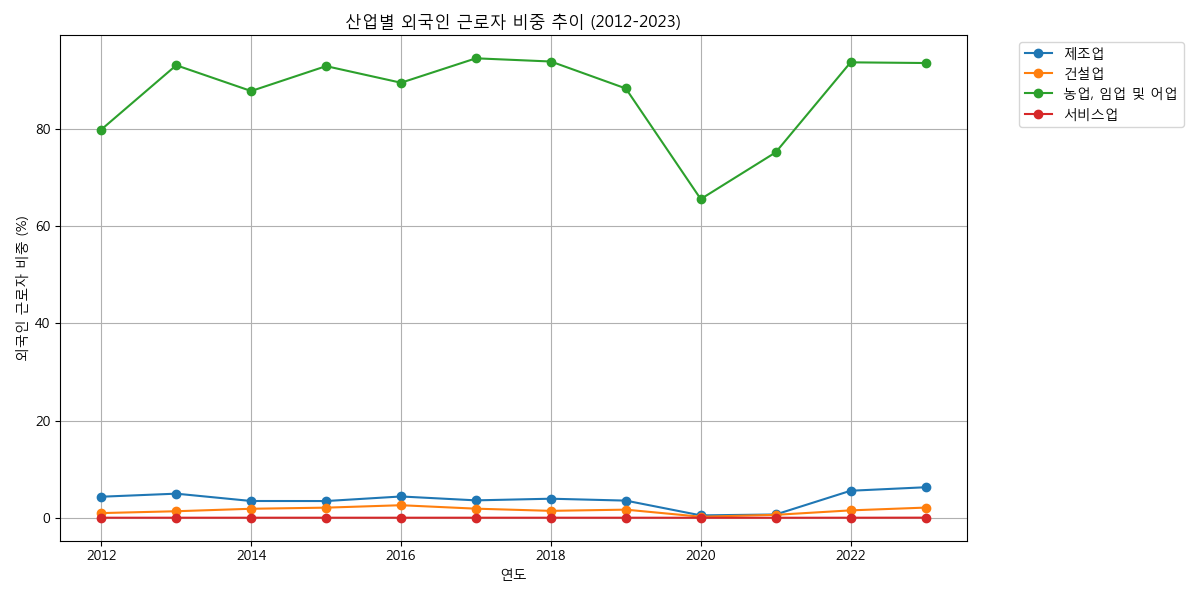 산업별 외국인 근로자 비중 추이 (2012-2023)
제조업
건설업
농업, 임업 및 어업
서비스업
외국인 근로자 비중 (%)
80
60
40
20
0
2012 2014 2016 2018 2020 2022
연도